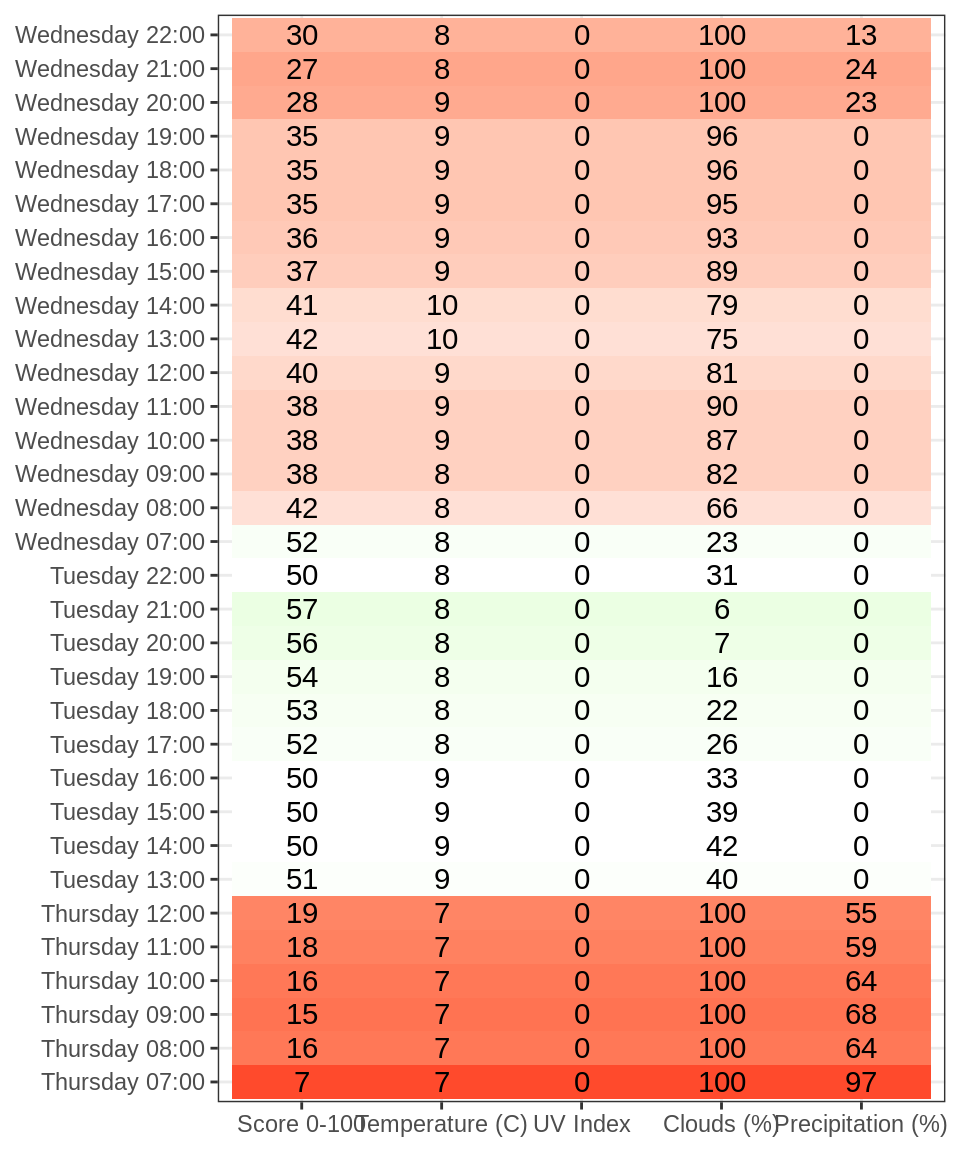 Wednesday 22:00 30 8 0 100 13
Wednesday 21:00 27 8 0 100 24
Wednesday 20:00 28 9 0 100 23
Wednesday 19:00 35 9 0 96 0
Wednesday 18:00 35 9 0 96 0
Wednesday 17:00 35 9 0 95 0
Wednesday 16:00 36 9 0 93 0
Wednesday 15:00 37 9 0 89 0
Wednesday 14:00 41 10 0 79 0
Wednesday 13:00 42 10 0 75 0
Wednesday 12:00 40 9 0 81 0
Wednesday 11:00 38 9 0 90 0
Wednesday 10:00 38 9 0 87 0
Wednesday 09:00 38 8 0 82 0
Wednesday 08:00 42 8 0 66 0
Wednesday 07:00 52 8 0 23 0
Tuesday 22:00 50 8 0 31 0
Tuesday 21:00 57 8 0 6 0
Tuesday 20:00 56 8 0 7 0
Tuesday 19:00 54 8 0 16 0
Tuesday 18:00 53 8 0 22 0
Tuesday 17:00 52 8 0 26 0
Tuesday 16:00 50 9 0 33 0
Tuesday 15:00 50 9 0 39 0
Tuesday 14:00 50 9 0 42 0
Tuesday 13:00 51 9 0 40 0
Thursday 12:00 19 7 0 100 55
Thursday 11:00 18 7 0 100 59
Thursday 10:00 16 7 0 100 64
Thursday 09:00 15 7 0 100 68
Thursday 08:00 16 7 0 100 64
Thursday 07:00 7 7 0 100 97
Score 0-100 Temperature (C) UV Index Clouds (%) Precipitation (%)